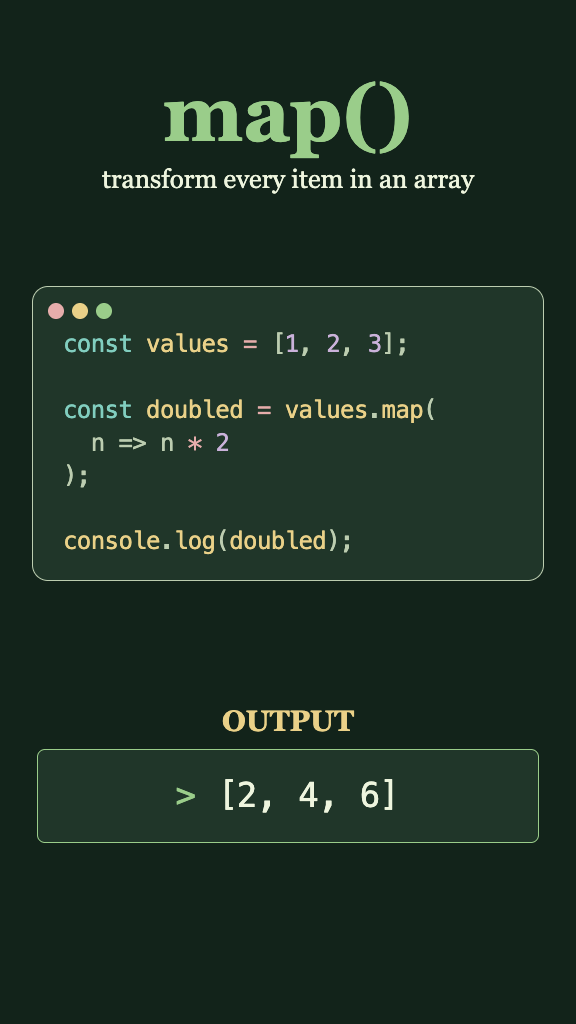 map()
transform every item in an array
const values = [1, 2, 3];
const doubled = values.map(
  n => n * 2
);
console.log(doubled);
OUTPUT
> [2, 4, 6]